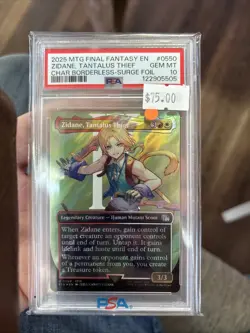 2025 MTG FINAL FANTASY EN #0550
ZIDANE, TANTALUS THIEF GEM MT
CHAR BORDERLESS-SURGE FOIL 10
PSA 122905505
$75.00
Zidane, Tantalus Thief
Legendary Creature — Human Mutant Scout
When Zidane enters, gain control of
target creature an opponent controls
until end of turn. Untap it. It gains
lifelink and haste until end of turn.
Whenever an opponent gains control
of a permanent from you, you create
a Treasure token.
3/3
PSA